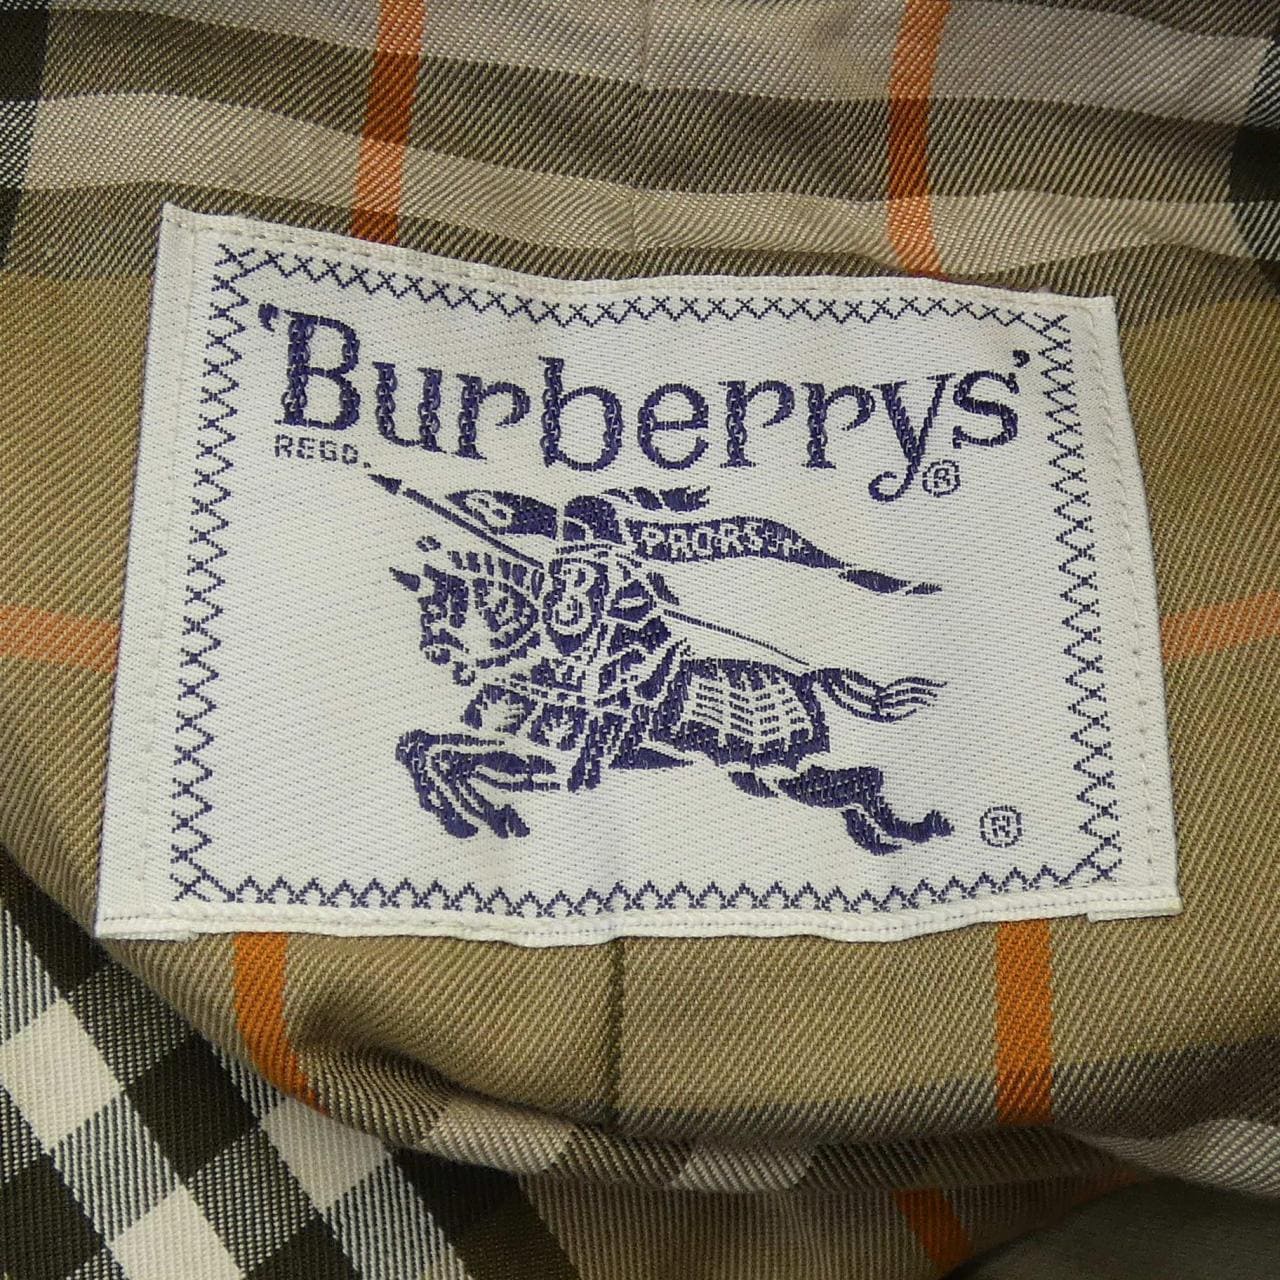 'Burberrys'
REGD.
®
B PRORSUM
B
®